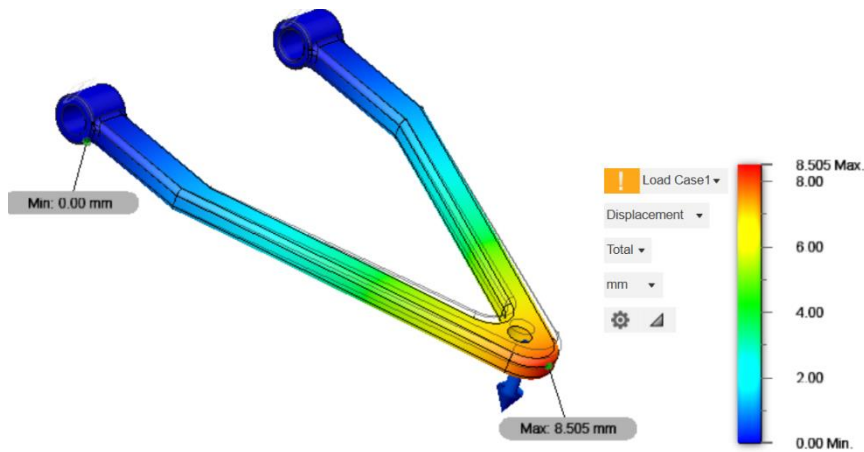 Min: 0.00 mm
Max: 8.505 mm
! Load Case1
Displacement
Total
mm
8.505 Max.
8.00
6.00
4.00
2.00
0.00 Min.